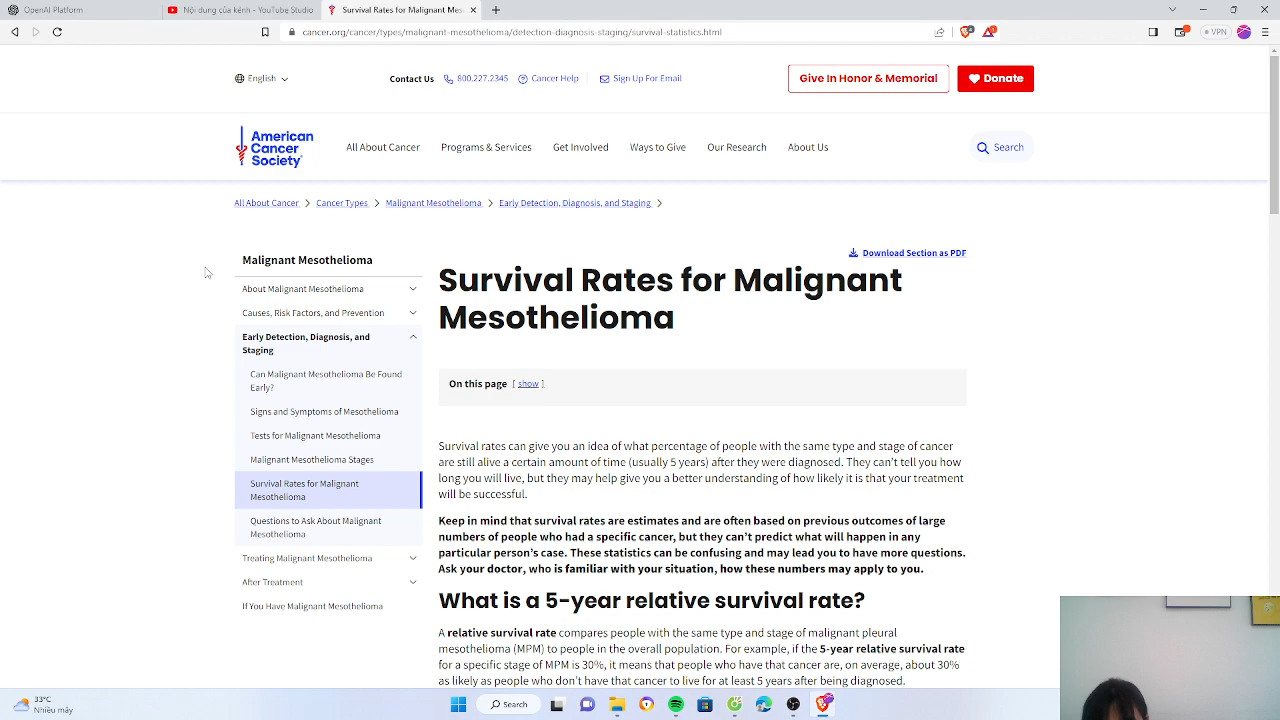 OpenAI Platform
Nội dung của kênh - YouTube Studio
Survival Rates for Malignant Mes
cancer.org/cancer/types/malignant-mesothelioma/detection-diagnosis-staging/survival-statistics.html
VPN
English
Contact Us
800.227.2345
Cancer Help
Sign Up For Email
Give In Honor & Memorial
Donate
American
Cancer
Society
All About Cancer
Programs & Services
Get Involved
Ways to Give
Our Research
About Us
Search
All About Cancer
Cancer Types
Malignant Mesothelioma
Early Detection, Diagnosis, and Staging
Malignant Mesothelioma
About Malignant Mesothelioma
Causes, Risk Factors, and Prevention
Early Detection, Diagnosis, and
Staging
Can Malignant Mesothelioma Be Found
Early?
Signs and Symptoms of Mesothelioma
Tests for Malignant Mesothelioma
Malignant Mesothelioma Stages
Survival Rates for Malignant
Mesothelioma
Questions to Ask About Malignant
Mesothelioma
Treating Malignant Mesothelioma
After Treatment
If You Have Malignant Mesothelioma
Download Section as PDF
Survival Rates for Malignant
Mesothelioma
On this page [ show ]
Survival rates can give you an idea of what percentage of people with the same type and stage of cancer
are still alive a certain amount of time (usually 5 years) after they were diagnosed. They can't tell you how
long you will live, but they may help give you a better understanding of how likely it is that your treatment
will be successful.
Keep in mind that survival rates are estimates and are often based on previous outcomes of large
numbers of people who had a specific cancer, but they can't predict what will happen in any
particular person's case. These statistics can be confusing and may lead you to have more questions.
Ask your doctor, who is familiar with your situation, how these numbers may apply to you.
What is a 5-year relative survival rate?
A relative survival rate compares people with the same type and stage of malignant pleural
mesothelioma (MPM) to people in the overall population. For example, if the 5-year relative survival rate
for a specific stage of MPM is 30%, it means that people who have that cancer are, on average, about 30%
as likely as people who don't have that cancer to live for at least 5 years after being diagnosed.
33°C
Nhiều mây
Search